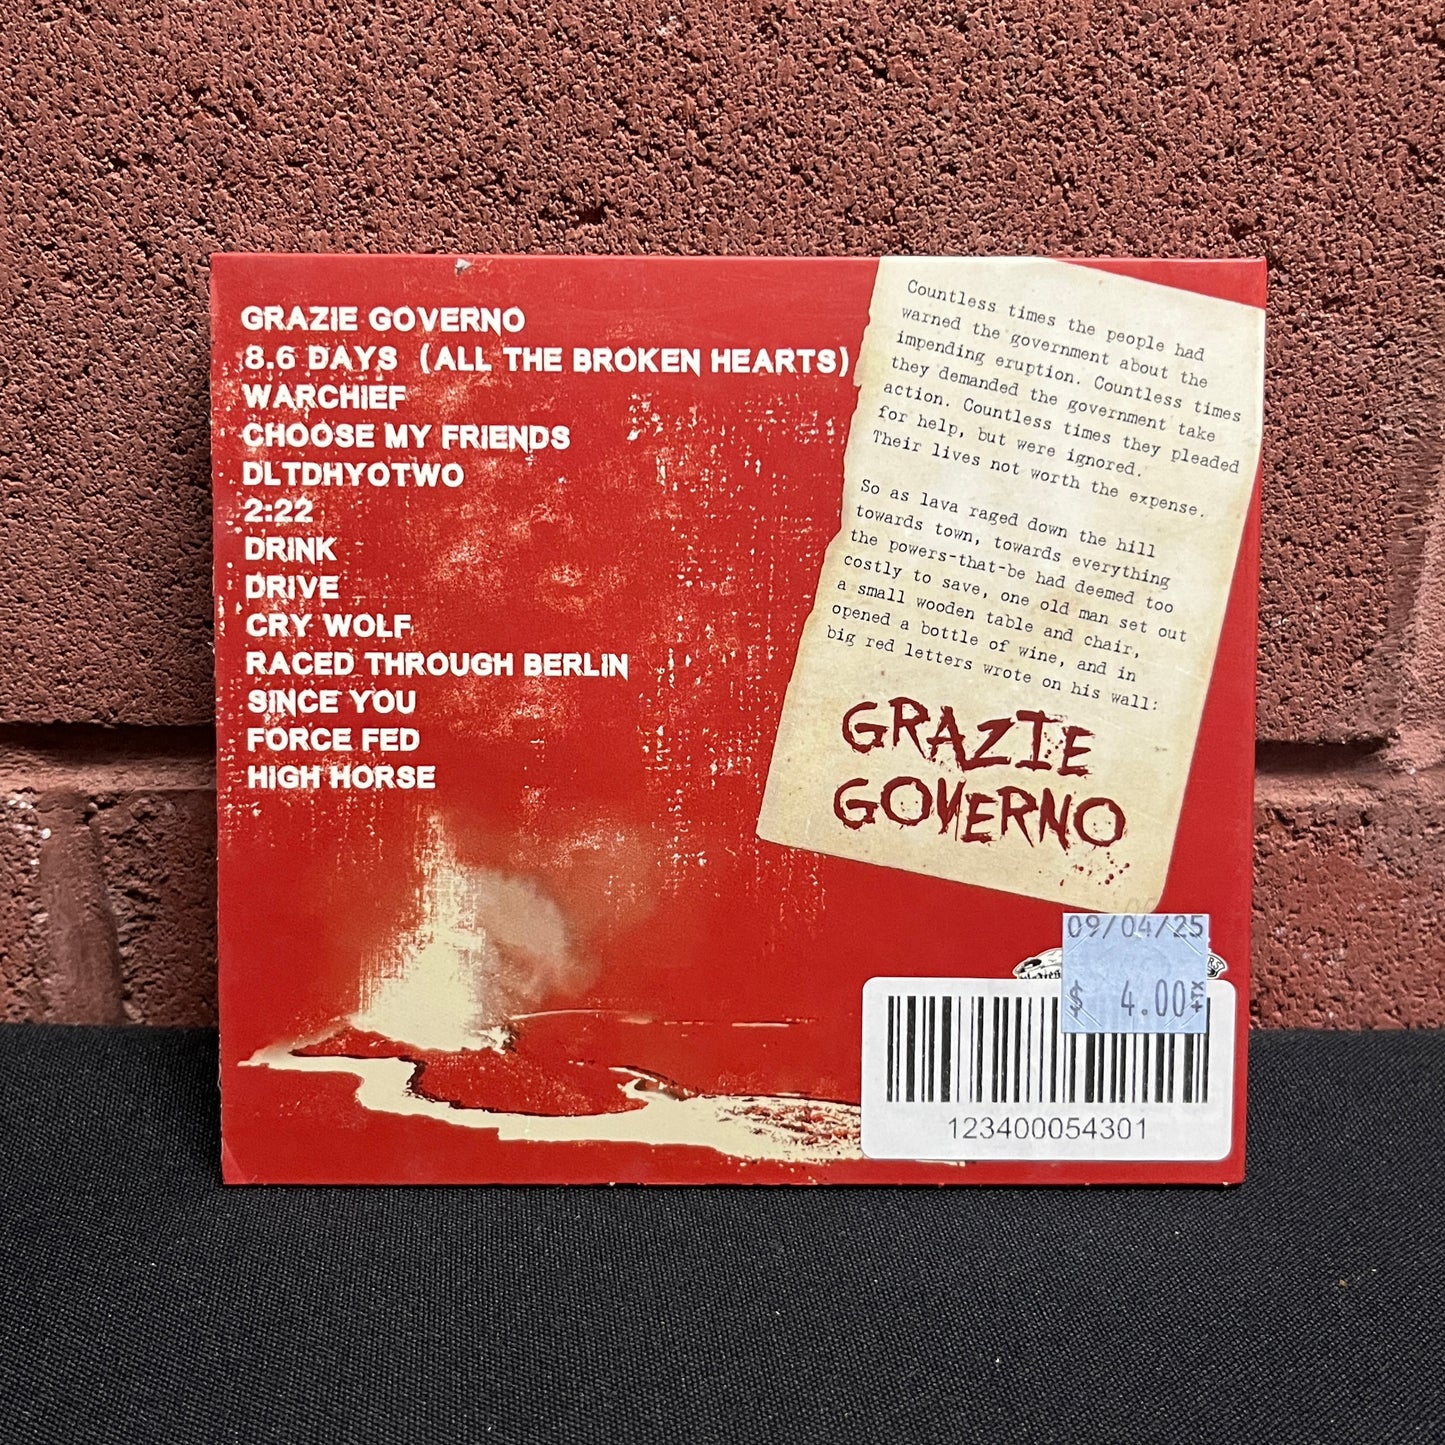 GRAZIE GOVERNO
8.6 DAYS (ALL THE BROKEN HEARTS)
WARCHIEF
CHOOSE MY FRIENDS
DLTDHYOTWO
2:22
DRINK
DRIVE
CRY WOLF
RACED THROUGH BERLIN
SINCE YOU
FORCE FED
HIGH HORSE
Countless times the people had
warned the government about the
impending eruption. Countless times
they demanded the government take
action. Countless times they pleaded
for help, but were ignored.
Their lives not worth the expense.
So as lava raged down the hill
towards town, towards everything
the powers-that-be had deemed too
costly to save, one old man set out
a small wooden table and chair,
opened a bottle of wine, and in
big red letters wrote on his wall:
GRAZIE
GOVERNO
09/04/25
$ 4.00 +TX
123400054301